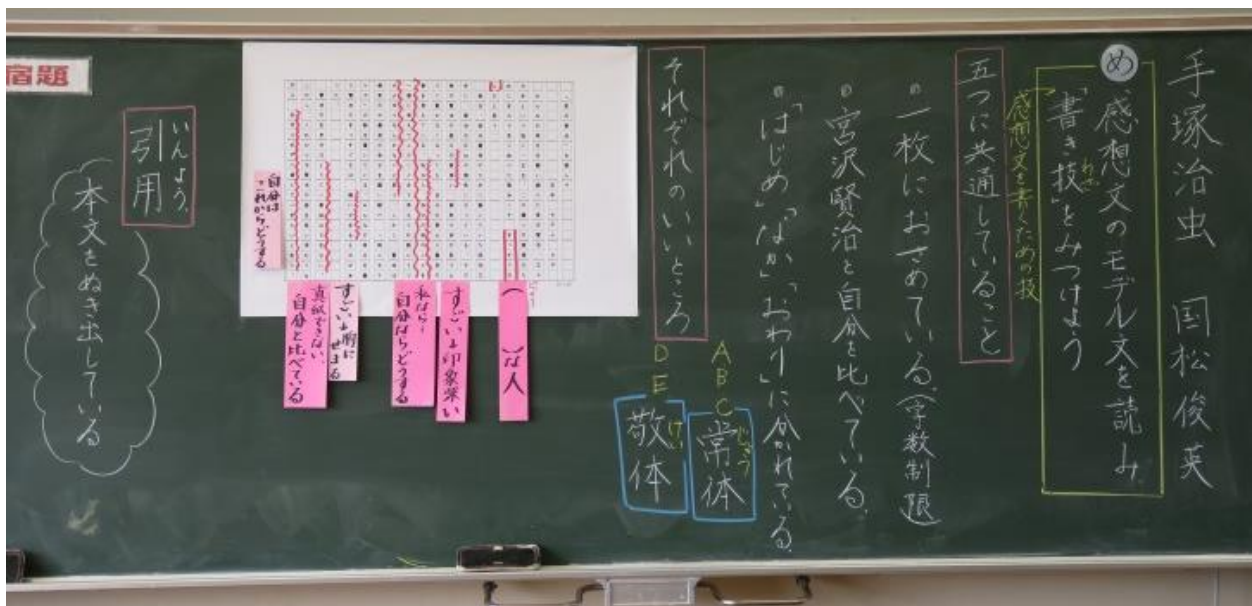 手塚治虫 国松俊英
め
感想文のモデル文を読み
「書き技」をみつけよう
わざ
感想文を書くための技
五つに共通していること
一枚におさめている(字数制限)
宮沢賢治と自分を比べている
「はじめ」「なか」「おわり」に分かれている
ABC
常体
じょう
DE
敬体
けい
それぞれのいいところ
( )な人
すごい→印象深い
私なら…
自分ならどうする
すごい→胸に
せまる
真似できない
自分と比べている
自分は
これからどうする
いんよう
引用
本文をぬき出している
宿題